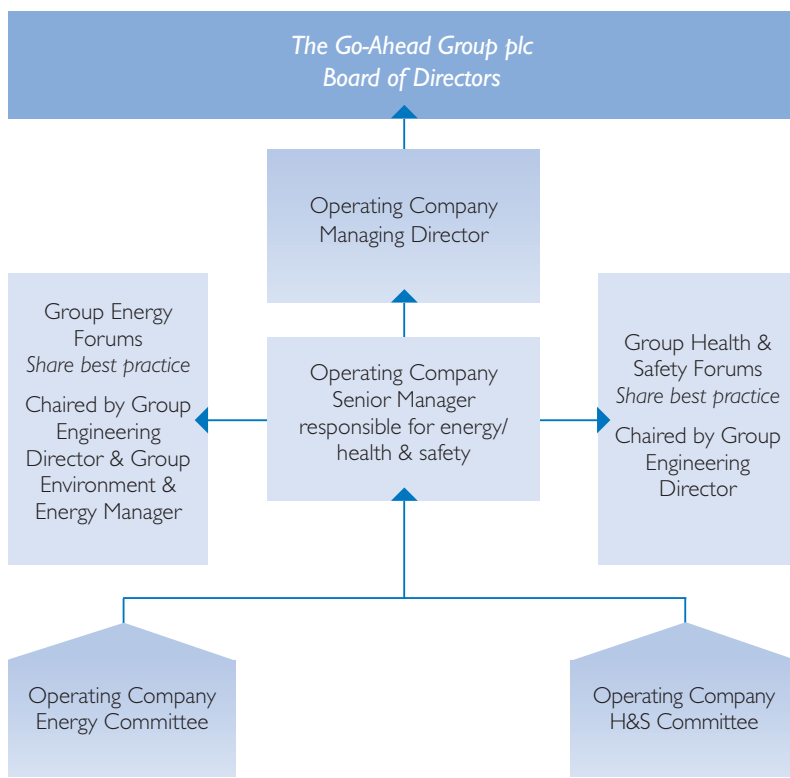 The Go-Ahead Group plc
Board of Directors
Operating Company
Managing Director
Group Energy
Forums
Share best practice
Chaired by Group
Engineering
Director & Group
Environment &
Energy Manager
Operating Company
Senior Manager
responsible for energy/
health & safety
Group Health &
Safety Forums
Share best practice
Chaired by Group
Engineering
Director
Operating Company
Energy Committee
Operating Company
H&S Committee